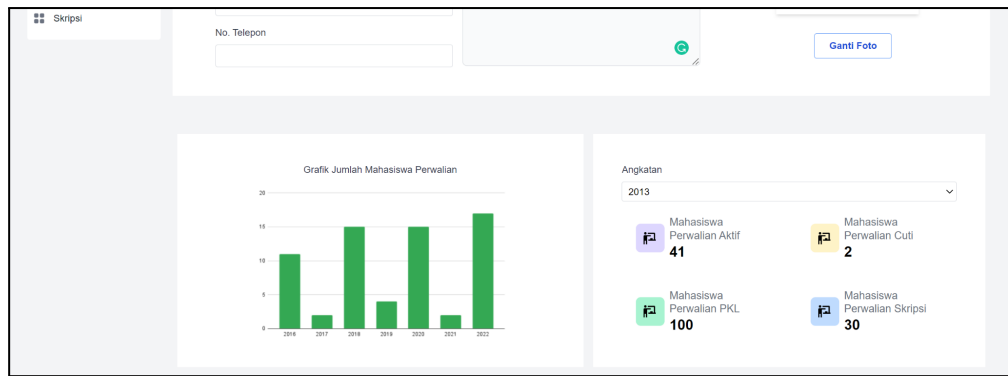 Skripsi
No. Telepon
Ganti Foto
Grafik Jumlah Mahasiswa Perwalian
20
15
10
5
0
2016 2017 2018 2019 2020 2021 2022
Angkatan
2013
Mahasiswa
Perwalian Aktif
41
Mahasiswa
Perwalian Cuti
2
Mahasiswa
Perwalian PKL
100
Mahasiswa
Perwalian Skripsi
30